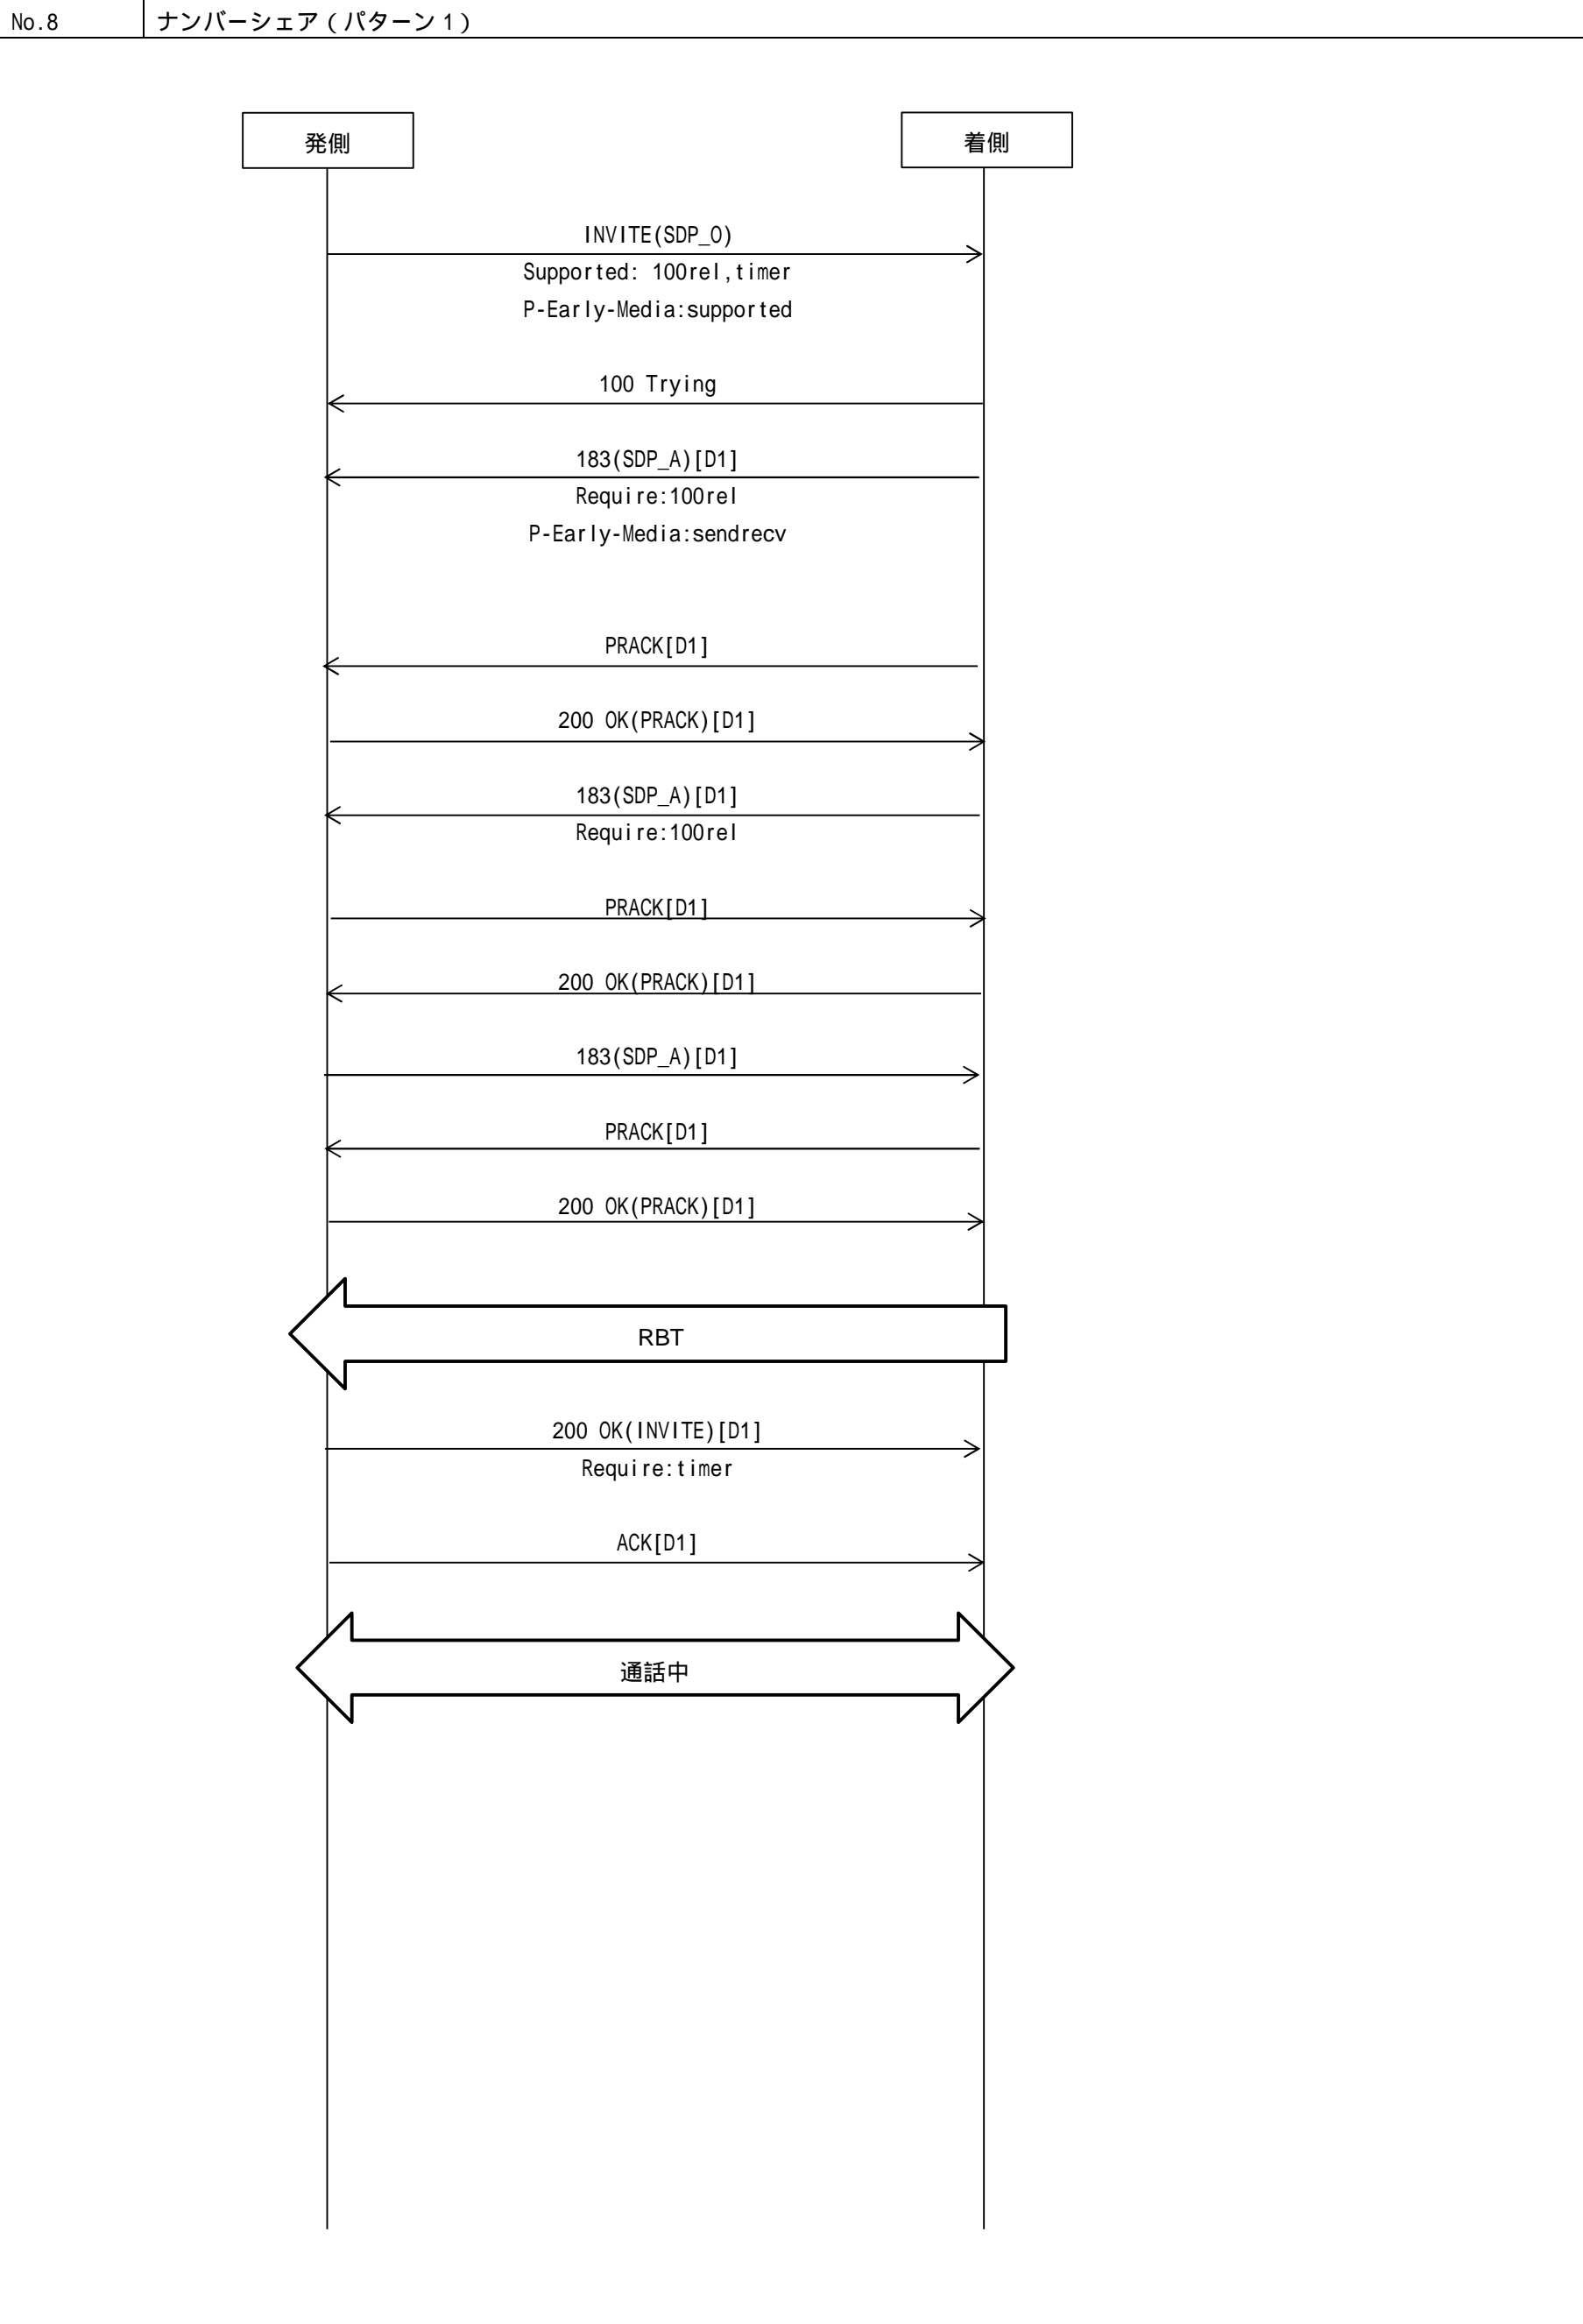 No.8 ナンバーシェア(パターン1)
発側 着側
INVITE(SDP_O)
Supported: 100rel,timer
P-Early-Media:supported
100 Trying
183(SDP_A)[D1]
Require:100rel
P-Early-Media:sendrecv
PRACK[D1]
200 OK(PRACK)[D1]
183(SDP_A)[D1]
Require:100rel
PRACK[D1]
200 OK(PRACK)[D1]
183(SDP_A)[D1]
PRACK[D1]
200 OK(PRACK)[D1]
RBT
200 OK(INVITE)[D1]
Require:timer
ACK[D1]
通話中